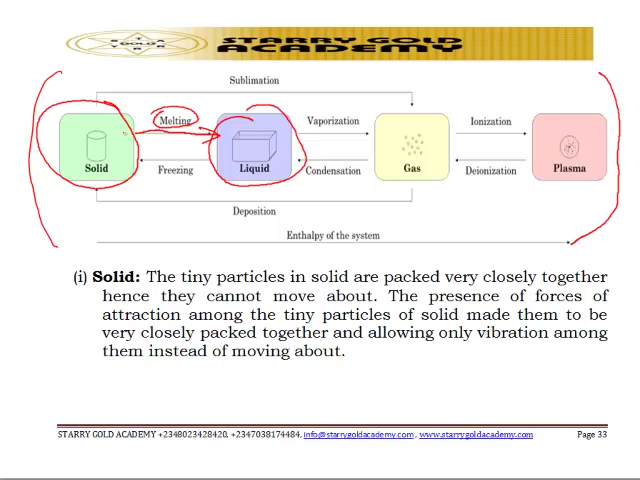 STARRY GOLD
ACADEMY
Sublimation
Melting
Vaporization
Ionization
Solid
Liquid
Gas
Plasma
Freezing
Condensation
Deionization
Deposition
Enthalpy of the system
(i) Solid: The tiny particles in solid are packed very closely together
hence they cannot move about. The presence of forces of
attraction among the tiny particles of solid made them to be
very closely packed together and allowing only vibration among
them instead of moving about.
STARRY GOLD ACADEMY +2348023428420, +2347038174484, info@starrygoldacademy.com , www.starrygoldacademy.com Page 33